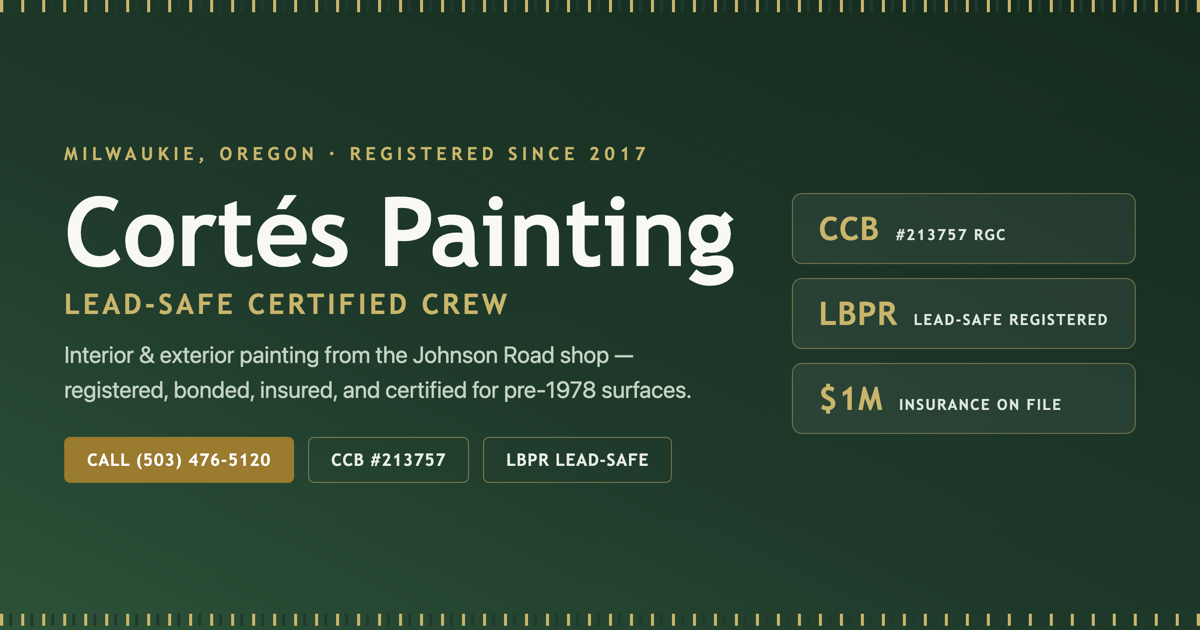 MILWAUKIE, OREGON · REGISTERED SINCE 2017
Cortés Painting
LEAD-SAFE CERTIFIED CREW
Interior & exterior painting from the Johnson Road shop —
registered, bonded, insured, and certified for pre-1978 surfaces.
CALL (503) 476-5120
CCB #213757
LBPR LEAD-SAFE
CCB #213757 RGC
LBPR LEAD-SAFE REGISTERED
$1M INSURANCE ON FILE